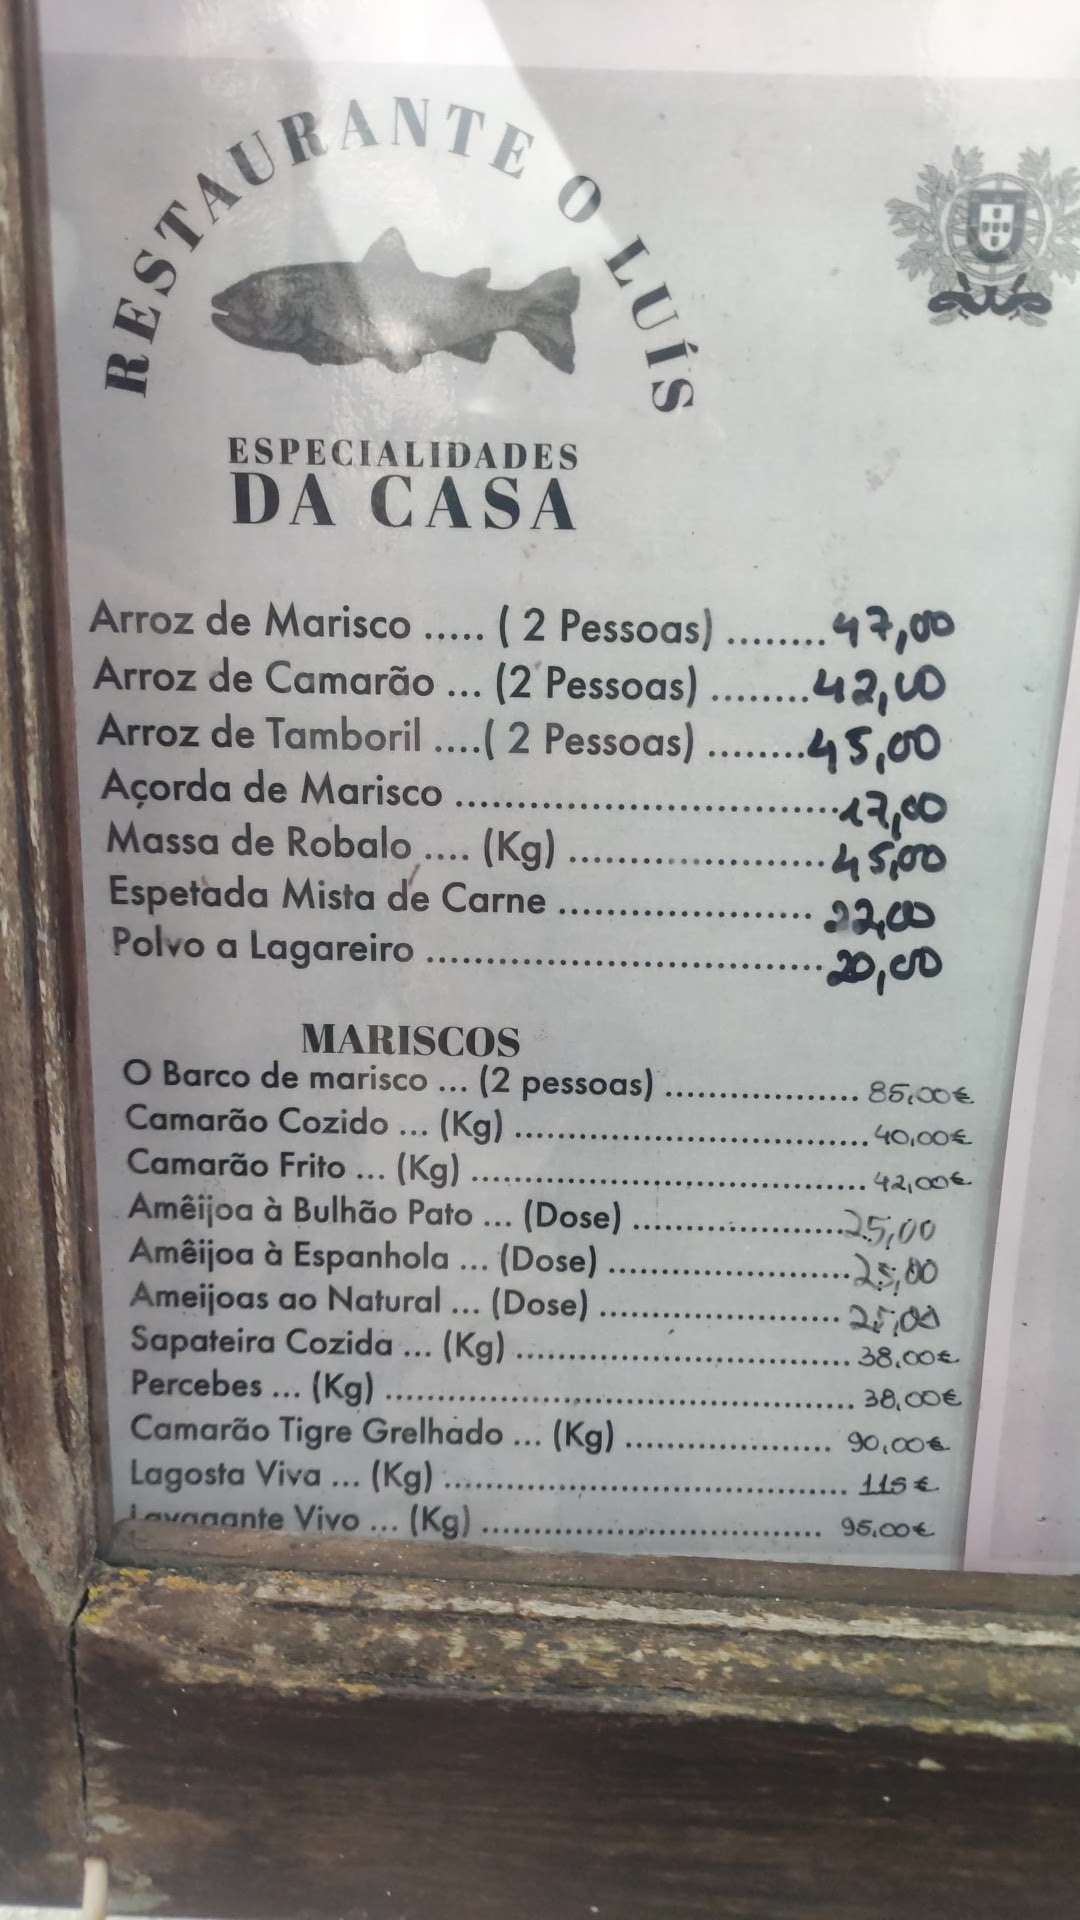 RESTAURANTE O LUÍS
ESPECIALIDADES
DA CASA
Arroz de Marisco ..... ( 2 Pessoas) ........ 47,00
Arroz de Camarão ... (2 Pessoas) ........ 42,00
Arroz de Tamboril ....( 2 Pessoas) ........ 45,00
Açorda de Marisco ........................................ 17,00
Massa de Robalo .... (Kg) ........................... 45,00
Espetada Mista de Carne ........................... 22,00
Polvo a Lagareiro ........................................ 20,00
MARISCOS
O Barco de marisco ... (2 pessoas) ................... 85,00€
Camarão Cozido ... (Kg) ........................................ 40,00€
Camarão Frito ... (Kg) ............................................ 42,00€
Amêijoa à Bulhão Pato ... (Dose) ...................... 25,00
Amêijoa à Espanhola ... (Dose) ......................... 25,00
Ameijoas ao Natural ... (Dose) ......................... 25,00
Sapateira Cozida ... (Kg) ..................................... 38,00€
Percebes ... (Kg) .................................................... 38,00€
Camarão Tigre Grelhado ... (Kg) ....................... 90,00€
Lagosta Viva ... (Kg) ............................................. 115€
Lavagante Vivo ... (Kg) ...................................... 95,00€